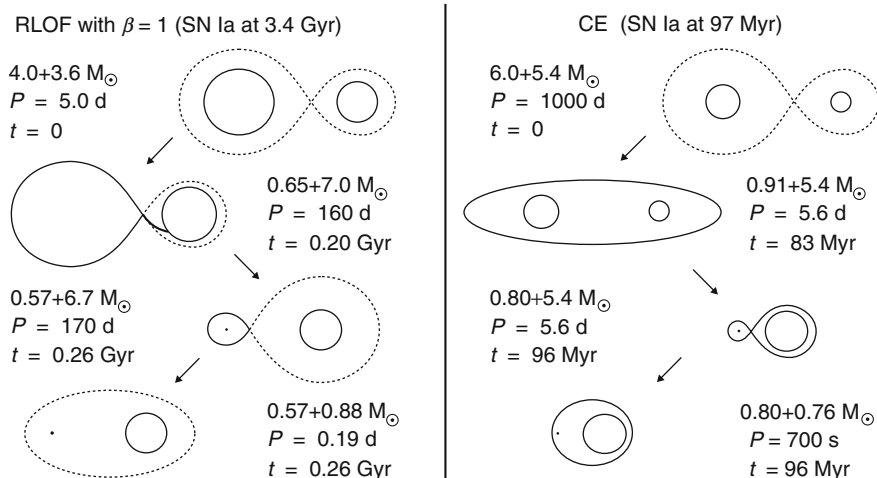 RLOF with β = 1 (SN Ia at 3.4 Gyr)
4.0+3.6 M⊙
P = 5.0 d
t = 0
0.65+7.0 M⊙
P = 160 d
t = 0.20 Gyr
0.57+6.7 M⊙
P = 170 d
t = 0.26 Gyr
0.57+0.88 M⊙
P = 0.19 d
t = 0.26 Gyr
CE (SN Ia at 97 Myr)
6.0+5.4 M⊙
P = 1000 d
t = 0
0.91+5.4 M⊙
P = 5.6 d
t = 83 Myr
0.80+5.4 M⊙
P = 5.6 d
t = 96 Myr
0.80+0.76 M⊙
P = 700 s
t = 96 Myr